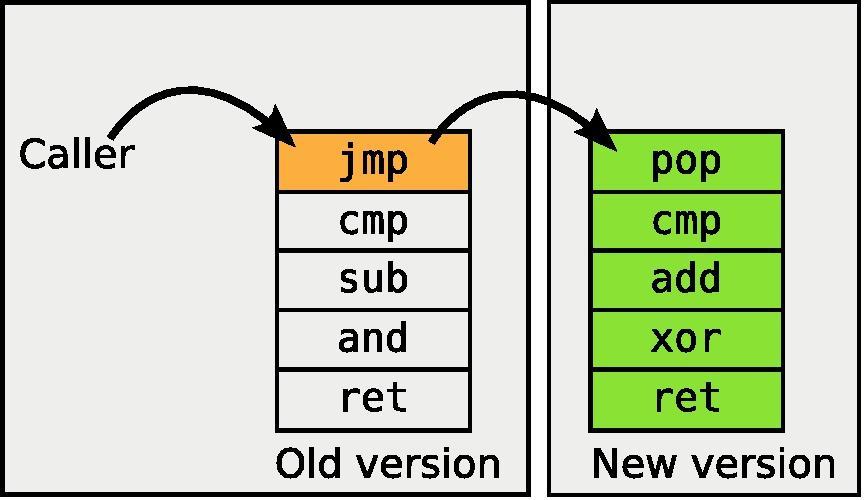 Caller
jmp
cmp
sub
and
ret
Old version
pop
cmp
add
xor
ret
New version